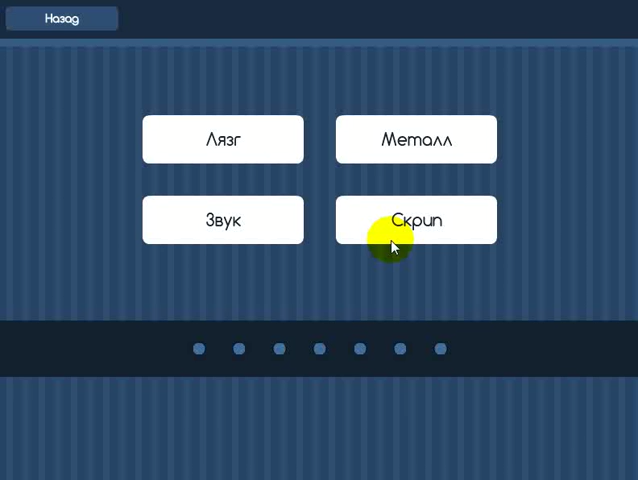 Назад
Лязг
Металл
Звук
Скрип